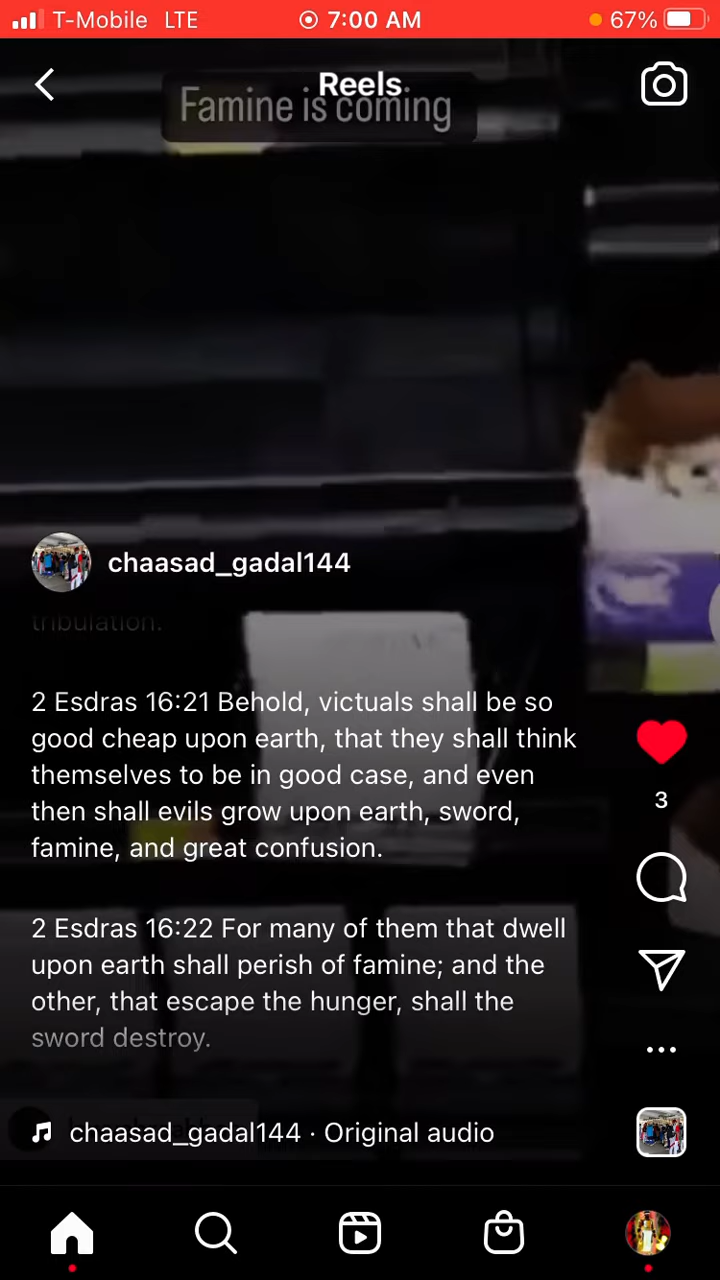 T-Mobile LTE 7:00 AM 67%
Reels
Famine is coming
chaasad_gadal144
tribulation.
2 Esdras 16:21 Behold, victuals shall be so
good cheap upon earth, that they shall think
themselves to be in good case, and even
then shall evils grow upon earth, sword,
famine, and great confusion.
2 Esdras 16:22 For many of them that dwell
upon earth shall perish of famine; and the
other, that escape the hunger, shall the
sword destroy.
3
chaasad_gadal144 · Original audio